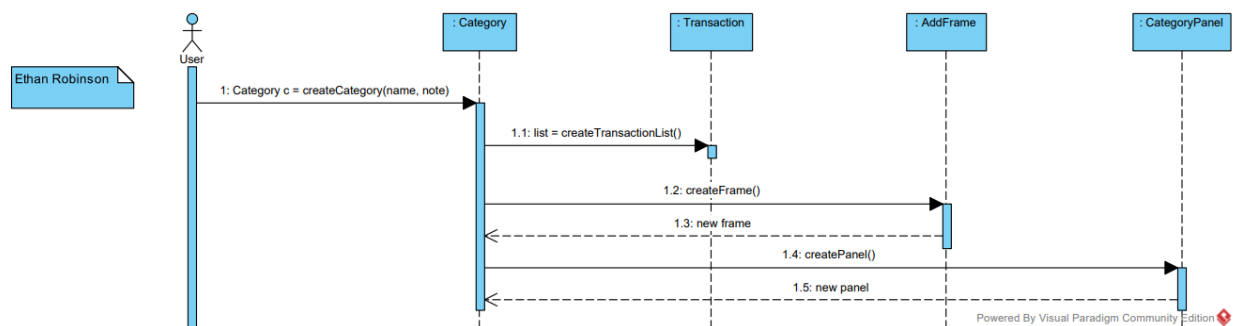 : Category
: Transaction
: AddFrame
: CategoryPanel
User
Ethan Robinson
1: Category c = createCategory(name, note)
1.1: list = createTransactionList()
1.2: createFrame()
1.3: new frame
1.4: createPanel()
1.5: new panel
Powered By Visual Paradigm Community Edition